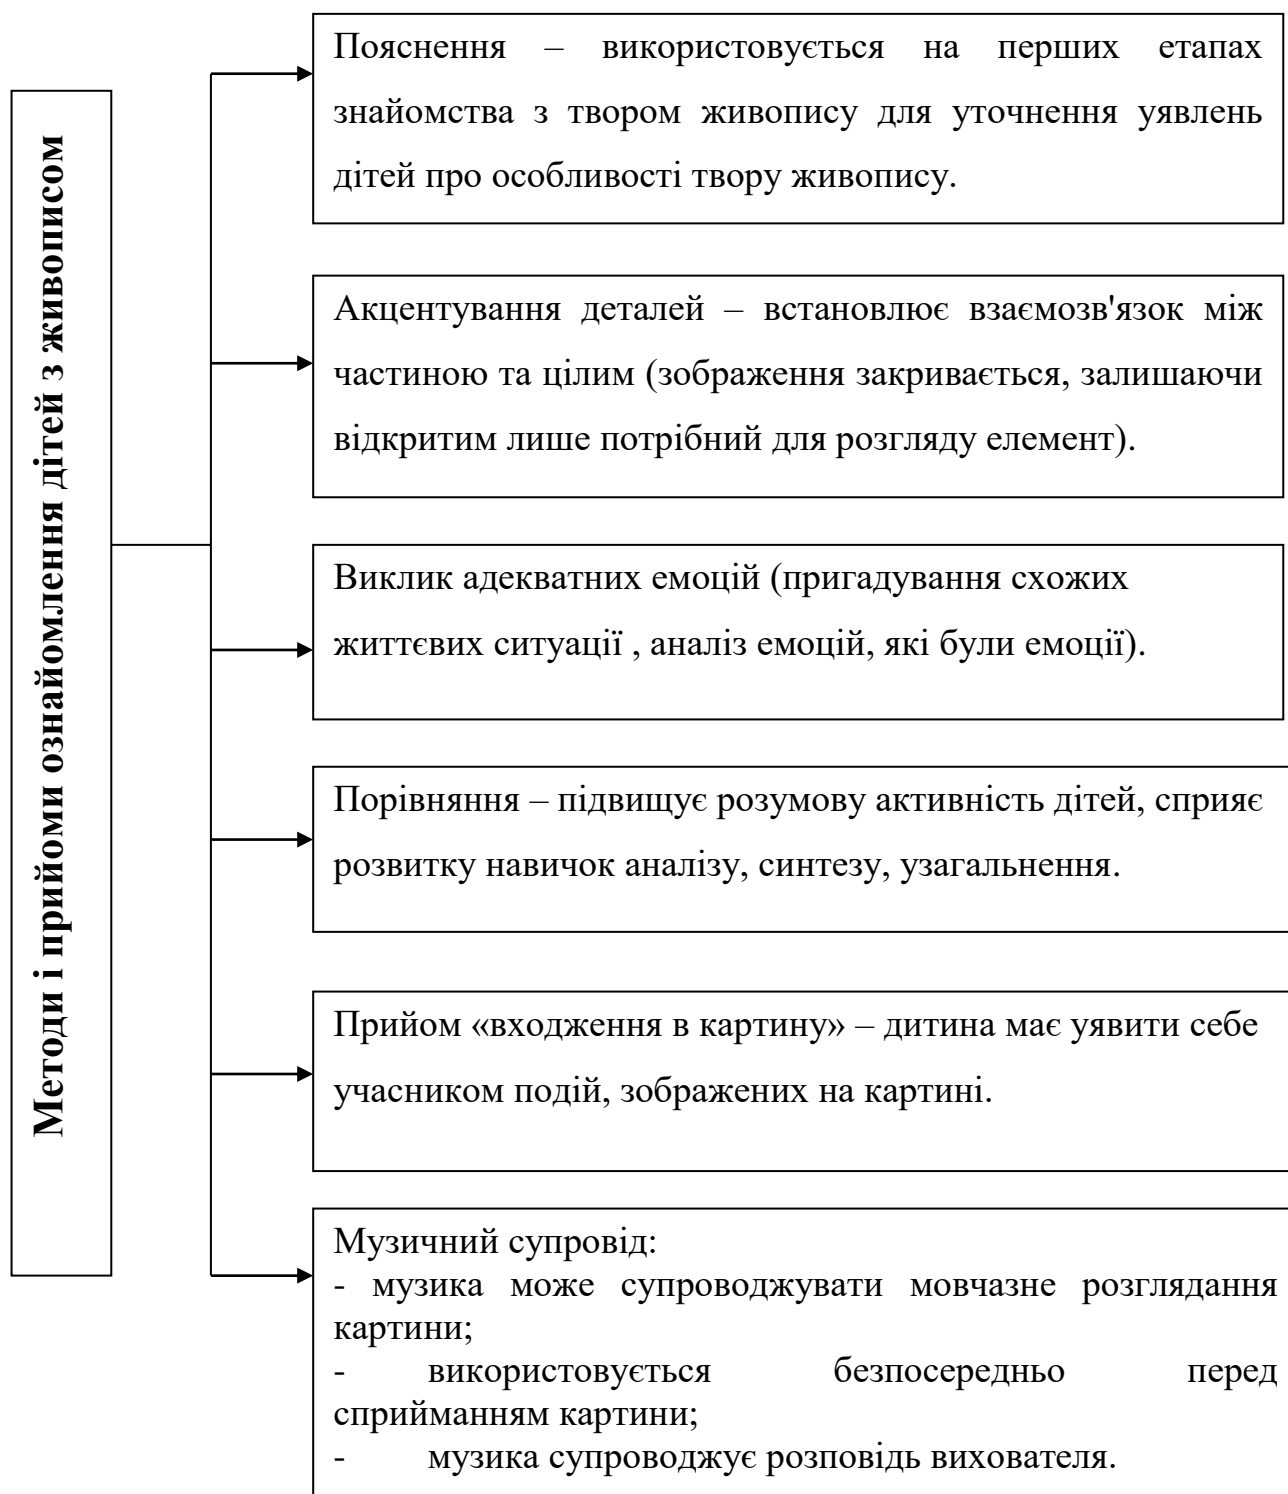 Методи і прийоми ознайомлення дітей з живописом
Пояснення – використовується на перших етапах
знайомства з твором живопису для уточнення уявлень
дітей про особливості твору живопису.
Акцентування деталей – встановлює взаємозв'язок між
частиною та цілим (зображення закривається, залишаючи
відкритим лише потрібний для розгляду елемент).
Виклик адекватних емоцій (пригадування схожих
життєвих ситуації , аналіз емоцій, які були емоції).
Порівняння – підвищує розумову активність дітей, сприяє
розвитку навичок аналізу, синтезу, узагальнення.
Прийом «входження в картину» – дитина має уявити себе
учасником подій, зображених на картині.
Музичний супровід:
- музика може супроводжувати мовчазне розглядання
картини;
- використовується безпосередньо перед
сприйманням картини;
- музика супроводжує розповідь вихователя.